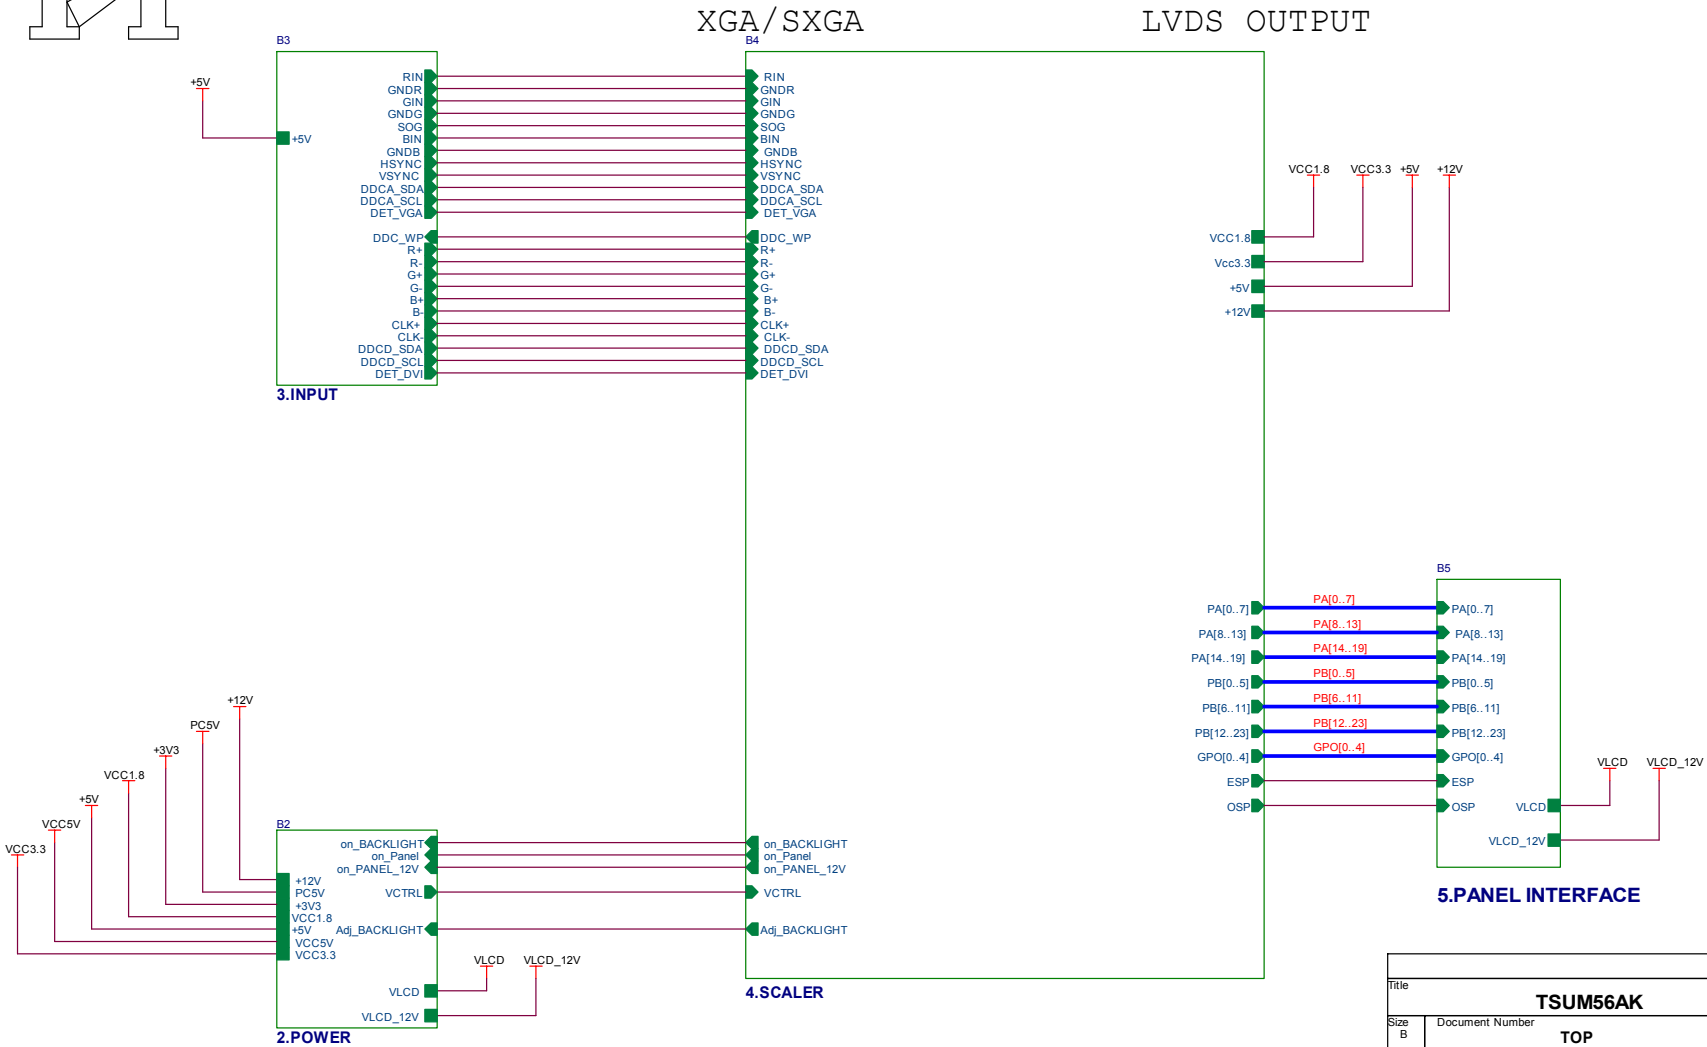 XGA/SXGA
LVDS OUTPUT
B3
+5V
+5V
RIN
GNDR
GIN
GNDG
SOG
BIN
GNDB
HSYNC
VSYNC
DDCA_SDA
DDCA_SCL
DET_VGA
DDC_WP
R+
R-
G+
G-
B+
B-
CLK+
CLK-
DDCD_SDA
DDCD_SCL
DET_DVI
3.INPUT
B4
RIN
GNDR
GIN
GNDG
SOG
BIN
GNDB
HSYNC
VSYNC
DDCA_SDA
DDCA_SCL
DET_VGA
DDC_WP
R+
R-
G+
G-
B+
B-
CLK+
CLK-
DDCD_SDA
DDCD_SCL
DET_DVI
VCC1.8
VCC3.3
+5V
+12V
VCC1.8
Vcc3.3
+5V
+12V
PA[0..7]
PA[8..13]
PA[14..19]
PB[0..5]
PB[6..11]
PB[12..23]
GPO[0..4]
ESP
OSP
PA[0..7]
PA[8..13]
PA[14..19]
PB[0..5]
PB[6..11]
PB[12..23]
GPO[0..4]
B5
PA[0..7]
PA[8..13]
PA[14..19]
PB[0..5]
PB[6..11]
PB[12..23]
GPO[0..4]
ESP
OSP
VLCD
VLCD_12V
VLCD
VLCD_12V
5.PANEL INTERFACE
+12V
PC5V
+3V3
VCC1.8
+5V
VCC5V
VCC3.3
B2
+12V
PC5V
+3V3
VCC1.8
+5V
VCC5V
VCC3.3
on_BACKLIGHT
on_Panel
on_PANEL_12V
VCTRL
Adj_BACKLIGHT
VLCD
VLCD_12V
VLCD
VLCD_12V
2.POWER
on_BACKLIGHT
on_Panel
on_PANEL_12V
VCTRL
Adj_BACKLIGHT
4.SCALER
Title
TSUM56AK
Size
B
Document Number
TOP